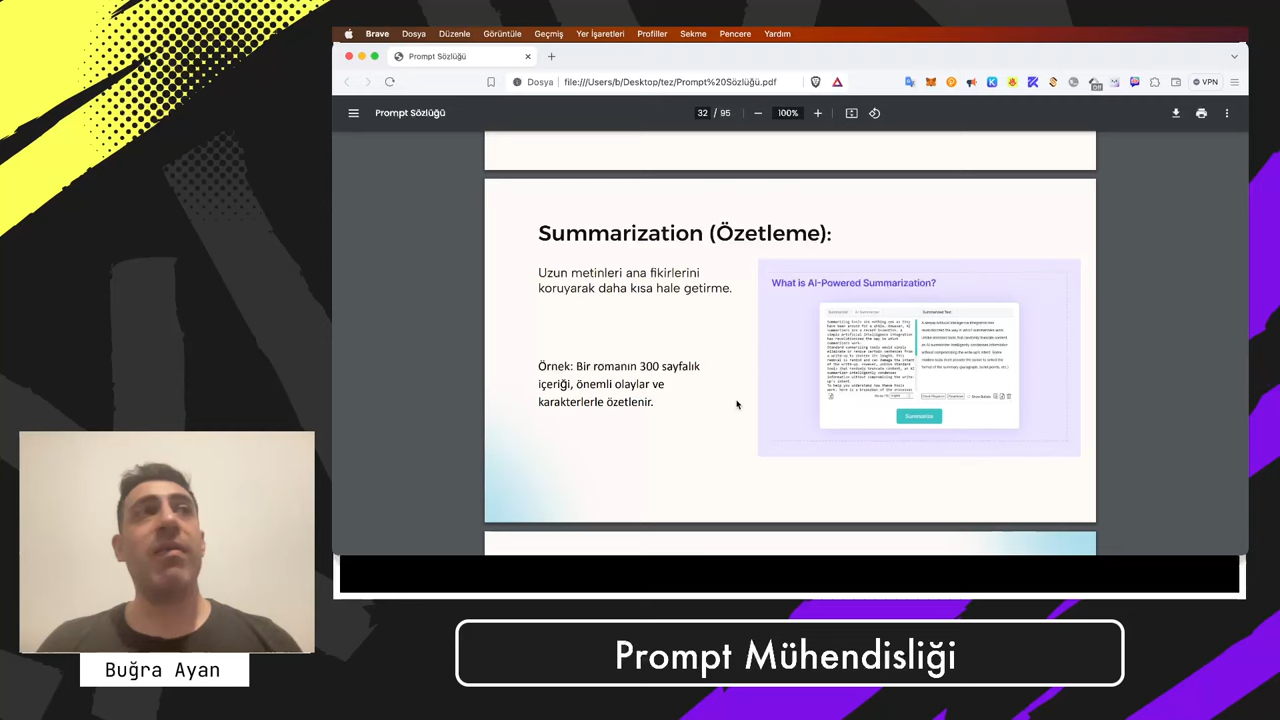 Brave Dosya Düzenle Görüntüle Geçmiş Yer İşaretleri Profiller Sekme Pencere Yardım
Prompt Sözlüğü
Dosya file:///Users/b/Desktop/tez/Prompt%20Sözlüğü.pdf
VPN
Prompt Sözlüğü
32 / 95
100%
Summarization (Özetleme):
Uzun metinleri ana fikirlerini
koruyarak daha kısa hale getirme.
Örnek: Bir romanın 300 sayfalık
içeriği, önemli olaylar ve
karakterlerle özetlenir.
What is AI-Powered Summarization?
Summarize
Buğra Ayan
Prompt Mühendisliği